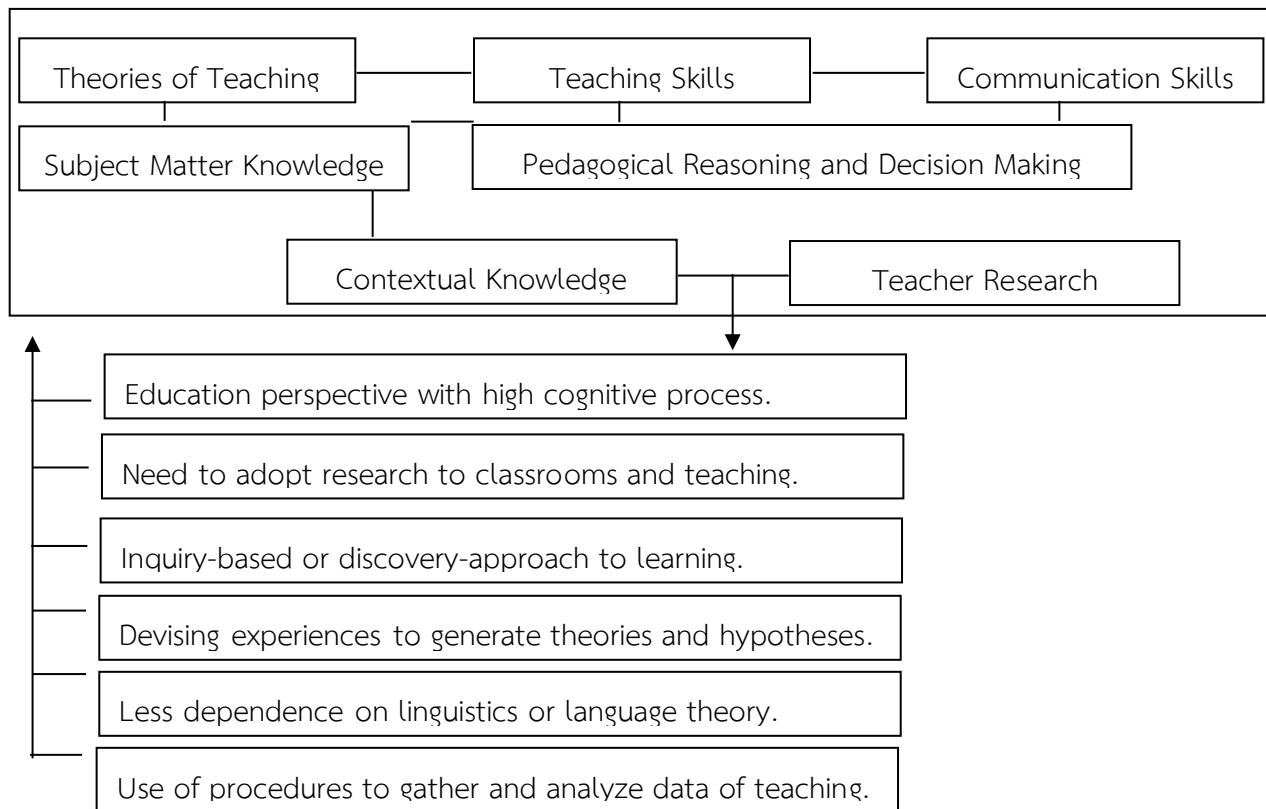 Theories of Teaching
Teaching Skills
Communication Skills
Subject Matter Knowledge
Pedagogical Reasoning and Decision Making
Contextual Knowledge
Teacher Research
Education perspective with high cognitive process.
Need to adopt research to classrooms and teaching.
Inquiry-based or discovery-approach to learning.
Devising experiences to generate theories and hypotheses.
Less dependence on linguistics or language theory.
Use of procedures to gather and analyze data of teaching.